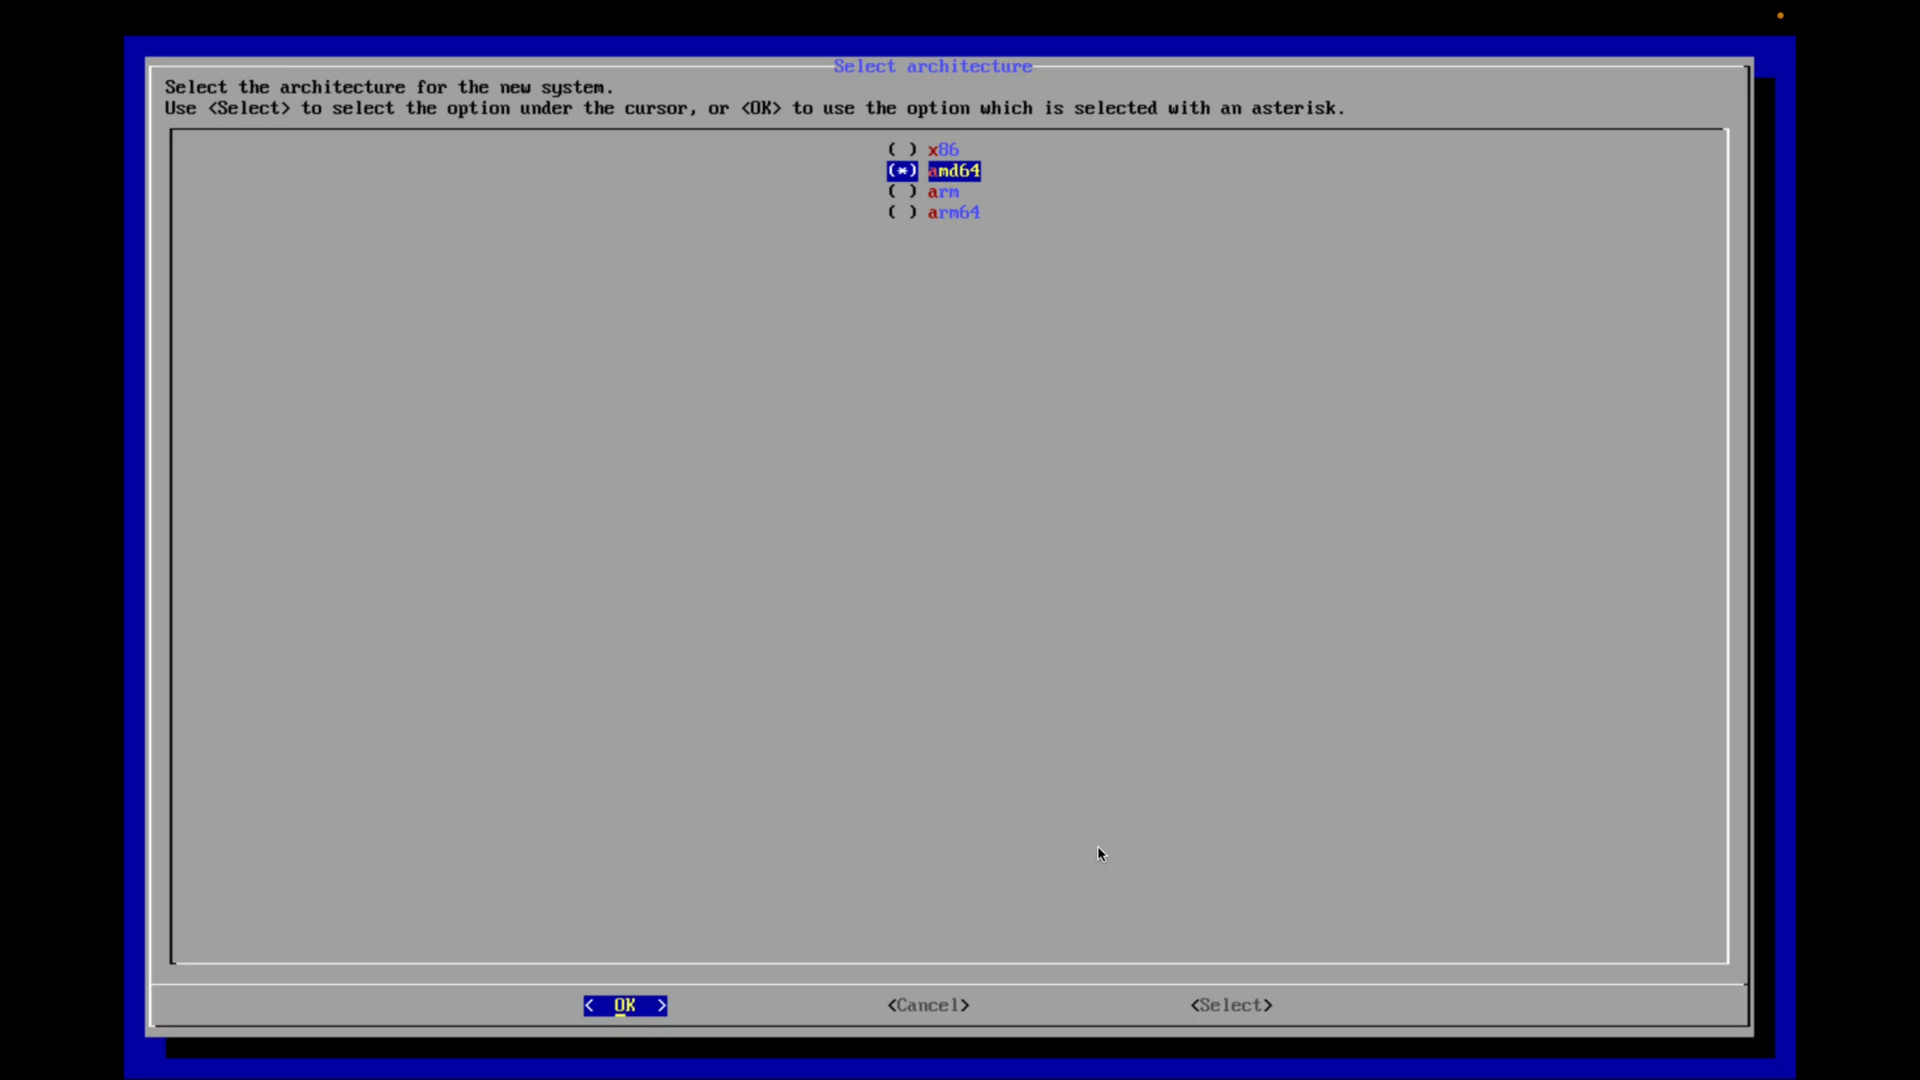 Select architecture
Select the architecture for the new system.
Use <Select> to select the option under the cursor, or <OK> to use the option which is selected with an asterisk.
( ) x86
(*) amd64
( ) arm
( ) arm64
< OK > <Cancel> <Select>